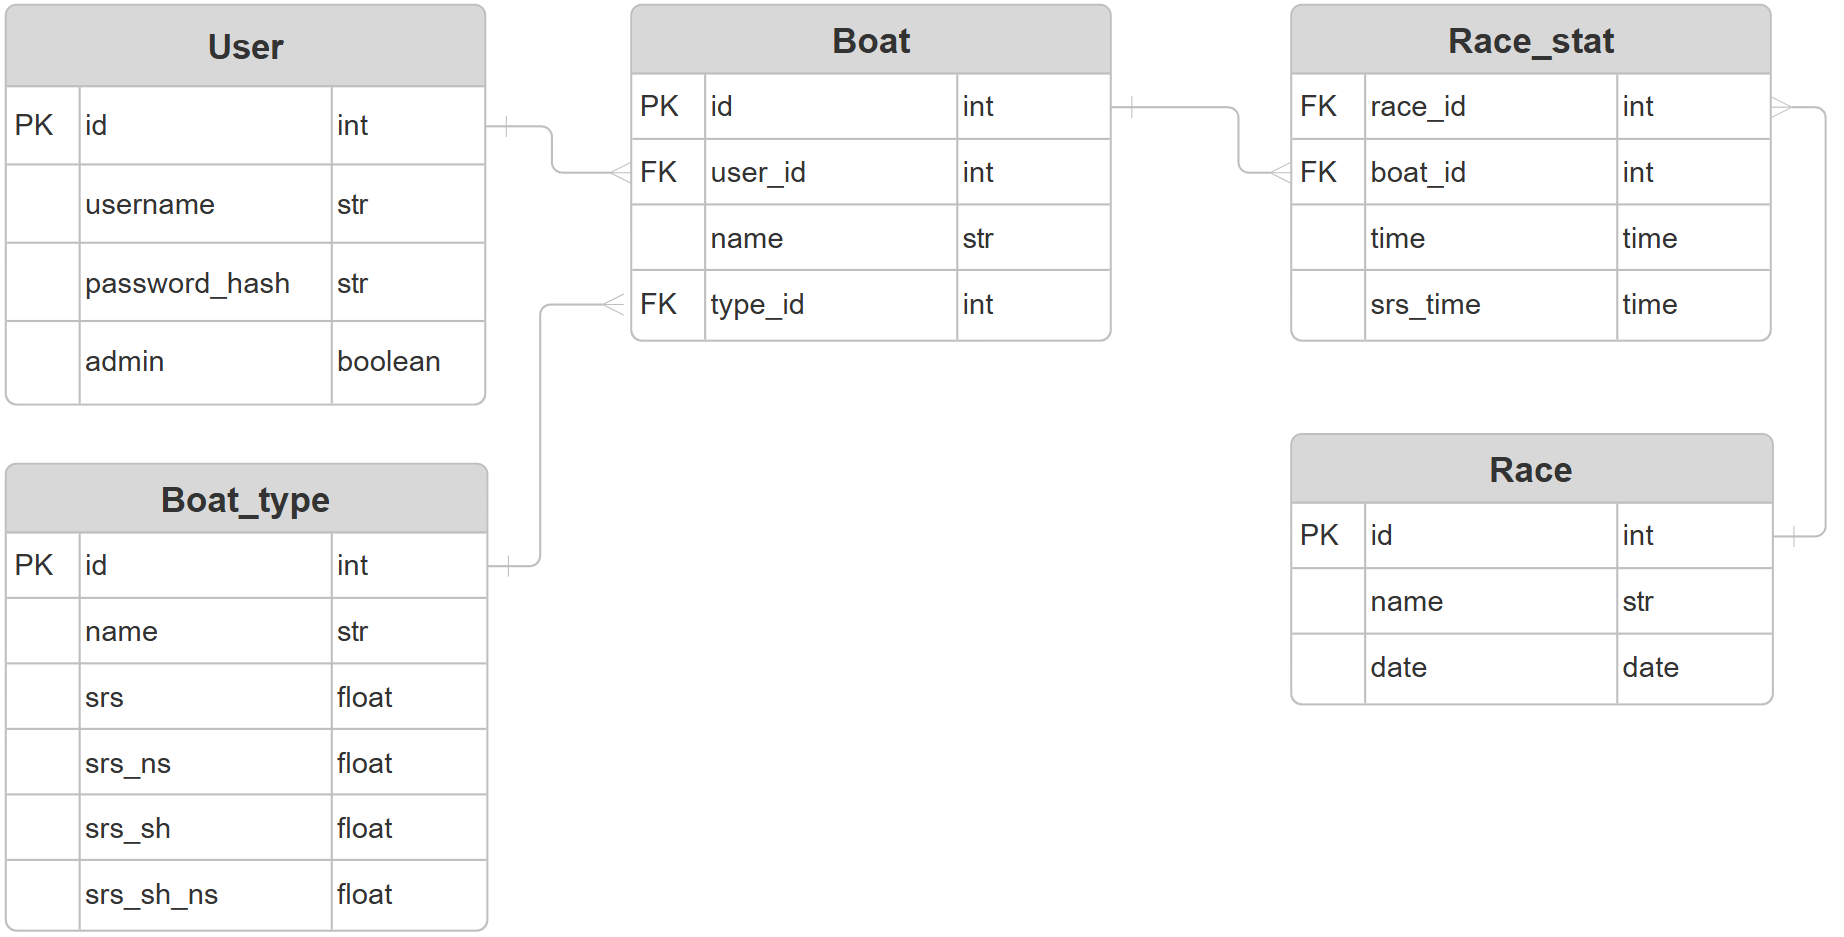 User
PK id int
username str
password_hash str
admin boolean
Boat
PK id int
FK user_id int
name str
FK type_id int
Race_stat
FK race_id int
FK boat_id int
time time
srs_time time
Boat_type
PK id int
name str
srs float
srs_ns float
srs_sh float
srs_sh_ns float
Race
PK id int
name str
date date